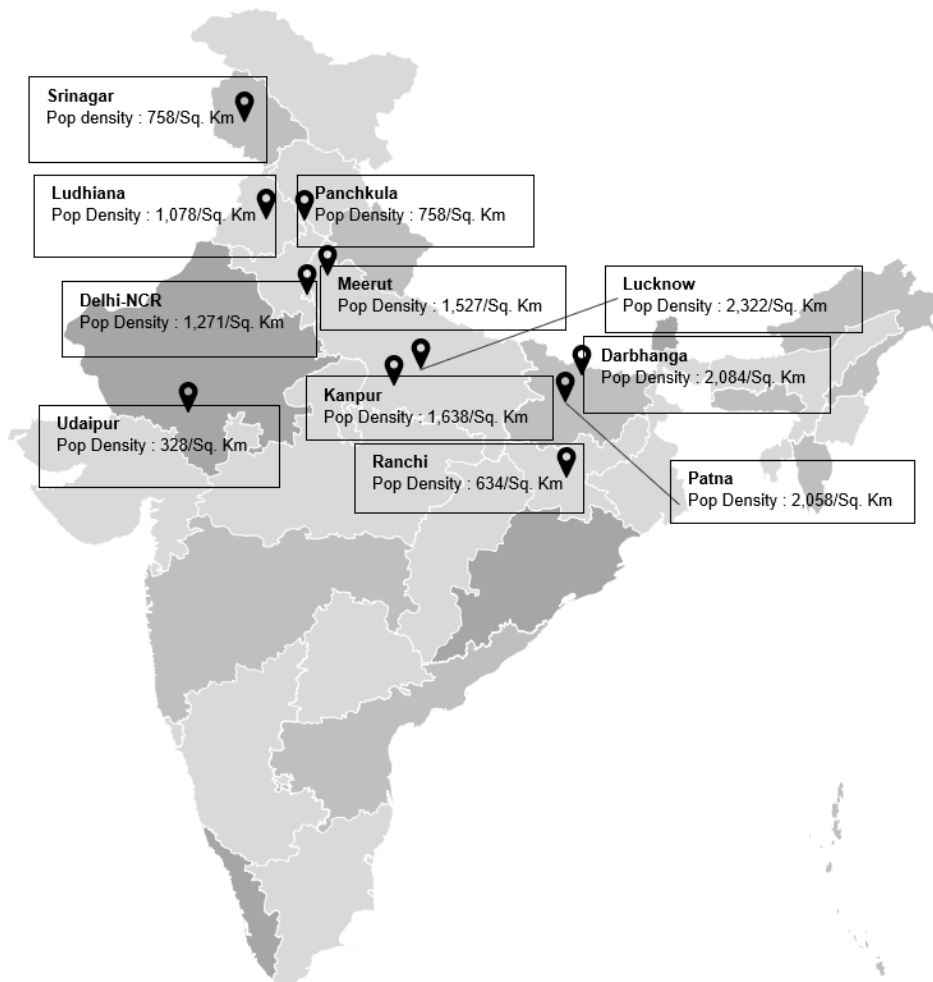 Srinagar
Pop density : 758/Sq. Km
Ludhiana
Pop Density : 1,078/Sq. Km
Panchkula
Pop Density : 758/Sq. Km
Delhi-NCR
Pop Density : 1,271/Sq. Km
Meerut
Pop Density : 1,527/Sq. Km
Lucknow
Pop Density : 2,322/Sq. Km
Darbhanga
Pop Density : 2,084/Sq. Km
Kanpur
Pop Density : 1,638/Sq. Km
Udaipur
Pop Density : 328/Sq. Km
Ranchi
Pop Density : 634/Sq. Km
Patna
Pop Density : 2,058/Sq. Km